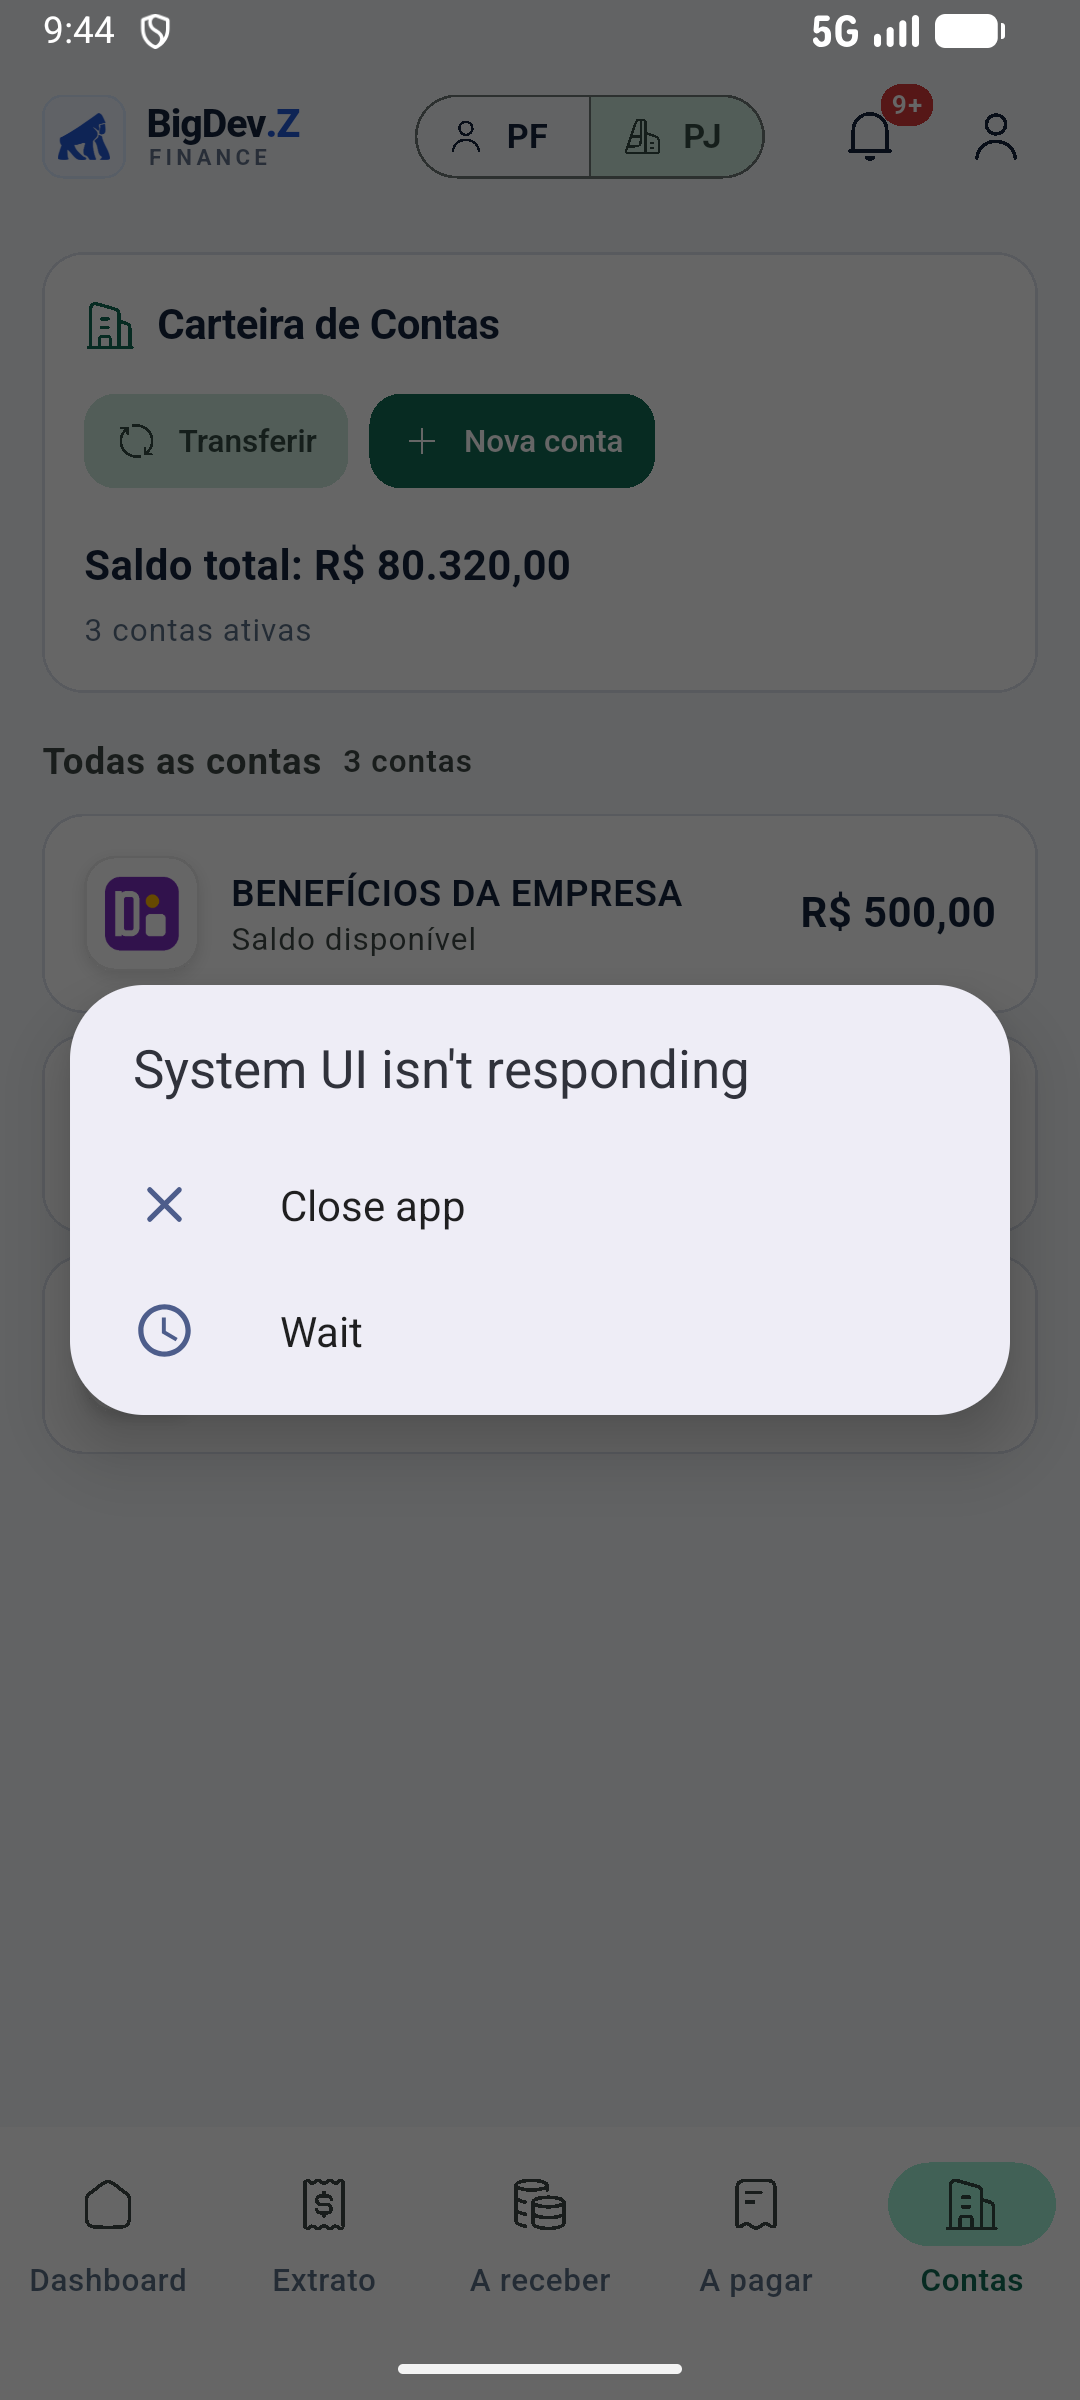 9:44
5G
BigDev.Z
FINANCE
PF
PJ
9+
Carteira de Contas
Transferir
Nova conta
Saldo total: R$ 80.320,00
3 contas ativas
Todas as contas 3 contas
BENEFÍCIOS DA EMPRESA
Saldo disponível
R$ 500,00
System UI isn't responding
Close app
Wait
Dashboard
Extrato
A receber
A pagar
Contas